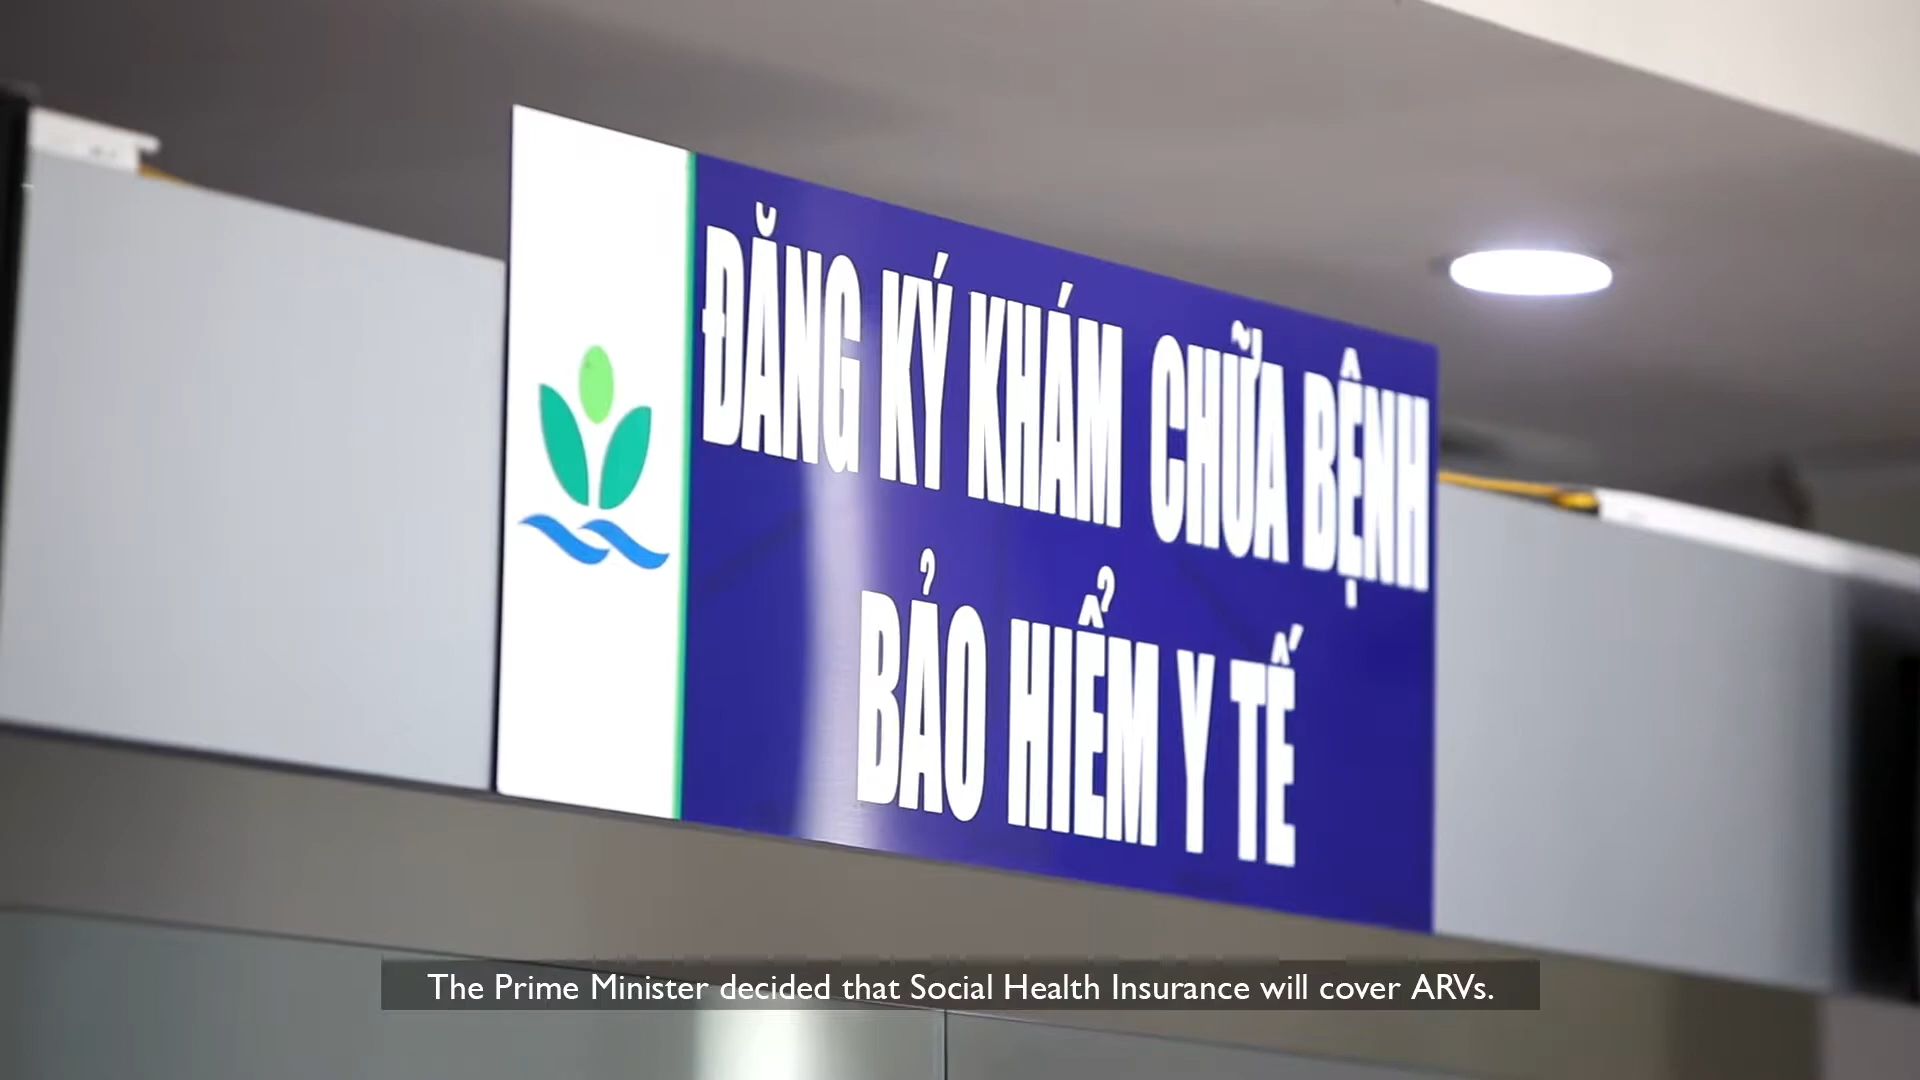 ĐĂNG KÝ KHÁM CHỮA BỆNH
BẢO HIỂM Y TẾ
The Prime Minister decided that Social Health Insurance will cover ARVs.